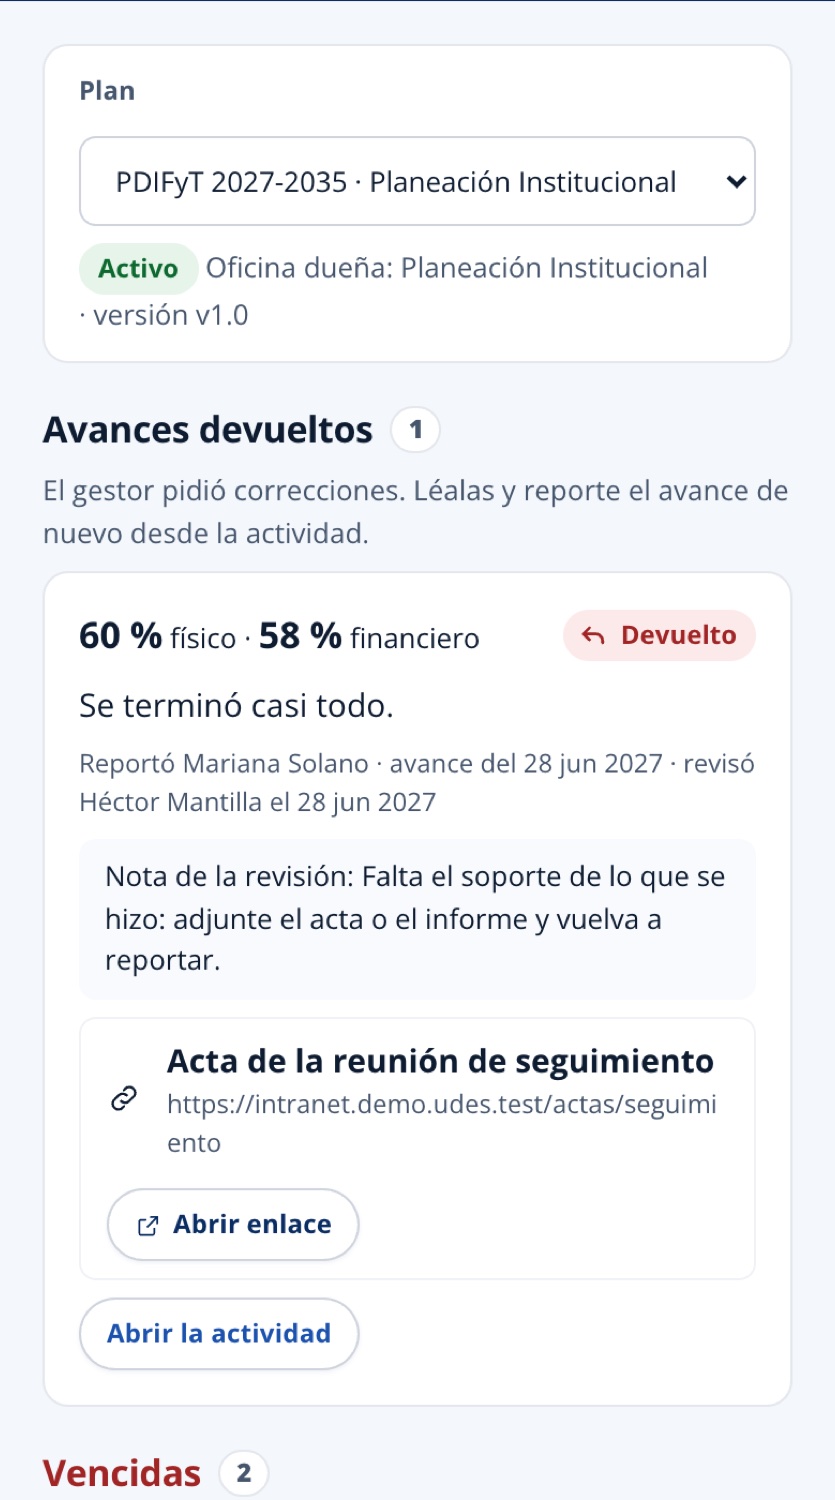 Plan
PDIFyT 2027-2035 · Planeación Institucional
Activo Oficina dueña: Planeación Institucional
· versión v1.0
Avances devueltos 1
El gestor pidió correcciones. Léalas y reporte el avance de
nuevo desde la actividad.
60 % físico · 58 % financiero Devuelto
Se terminó casi todo.
Reportó Mariana Solano · avance del 28 jun 2027 · revisó
Héctor Mantilla el 28 jun 2027
Nota de la revisión: Falta el soporte de lo que se
hizo: adjunte el acta o el informe y vuelva a
reportar.
Acta de la reunión de seguimiento
https://intranet.demo.udes.test/actas/seguimi
ento
Abrir enlace
Abrir la actividad
Vencidas 2